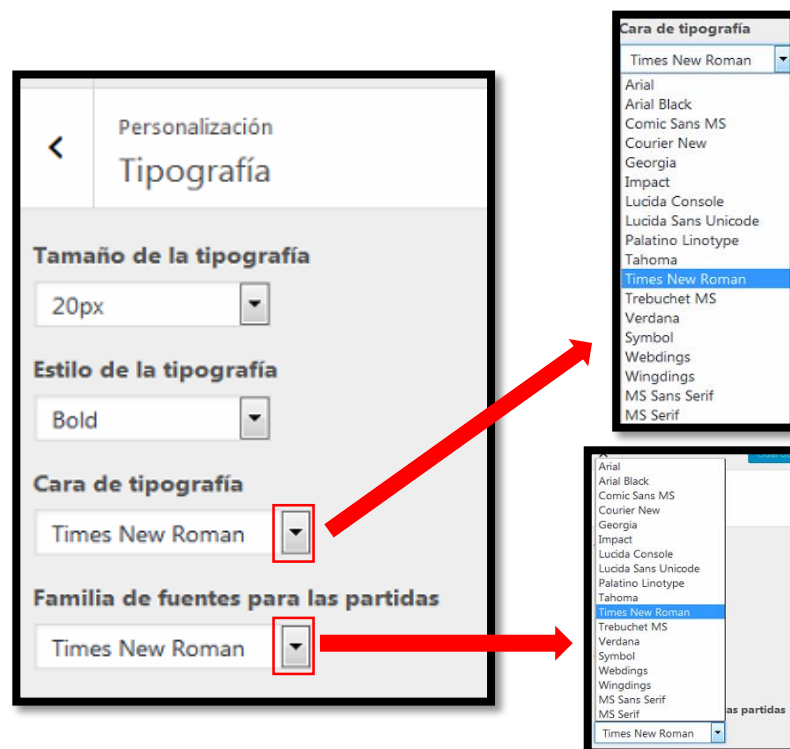 Personalización
Tipografía
Tamaño de la tipografía
20px
Estilo de la tipografía
Bold
Cara de tipografía
Times New Roman
Familia de fuentes para las partidas
Times New Roman
Cara de tipografía
Times New Roman
Arial
Arial Black
Comic Sans MS
Courier New
Georgia
Impact
Lucida Console
Lucida Sans Unicode
Palatino Linotype
Tahoma
Times New Roman
Trebuchet MS
Verdana
Symbol
Webdings
Wingdings
MS Sans Serif
MS Serif
Arial
Arial Black
Comic Sans MS
Courier New
Georgia
Impact
Lucida Console
Lucida Sans Unicode
Palatino Linotype
Tahoma
Times New Roman
Trebuchet MS
Verdana
Symbol
Webdings
Wingdings
MS Sans Serif
MS Serif
as partidas
Times New Roman